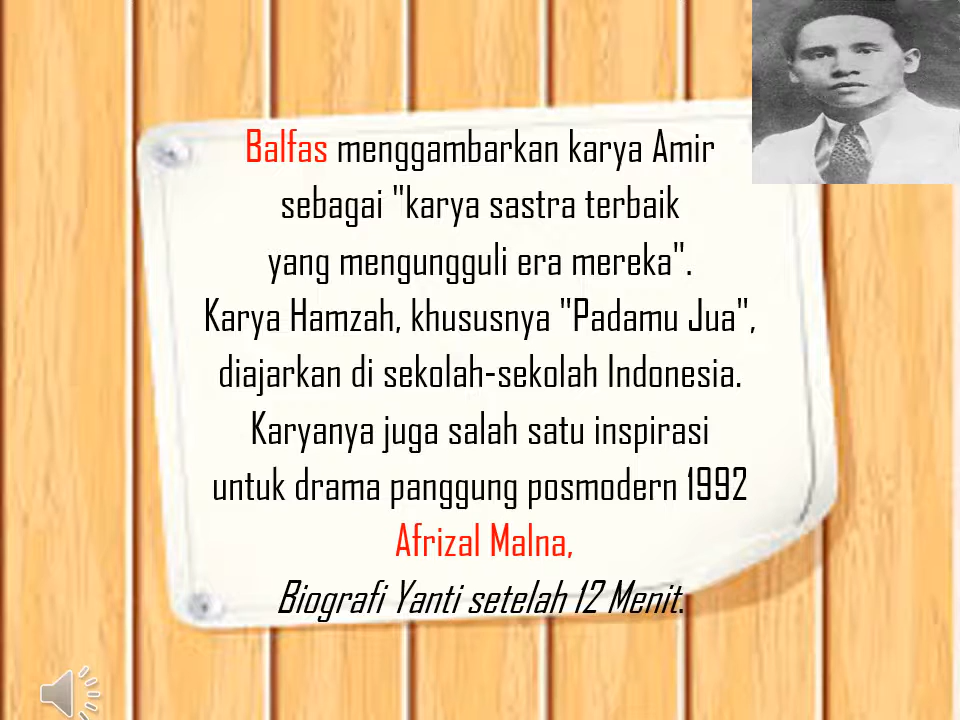 Balfas menggambarkan karya Amir
sebagai "karya sastra terbaik
yang mengungguli era mereka".
Karya Hamzah, khususnya "Padamu Jua",
diajarkan di sekolah-sekolah Indonesia.
Karyanya juga salah satu inspirasi
untuk drama panggung posmodern 1992
Afrizal Malna,
Biografi Yanti setelah 12 Menit.